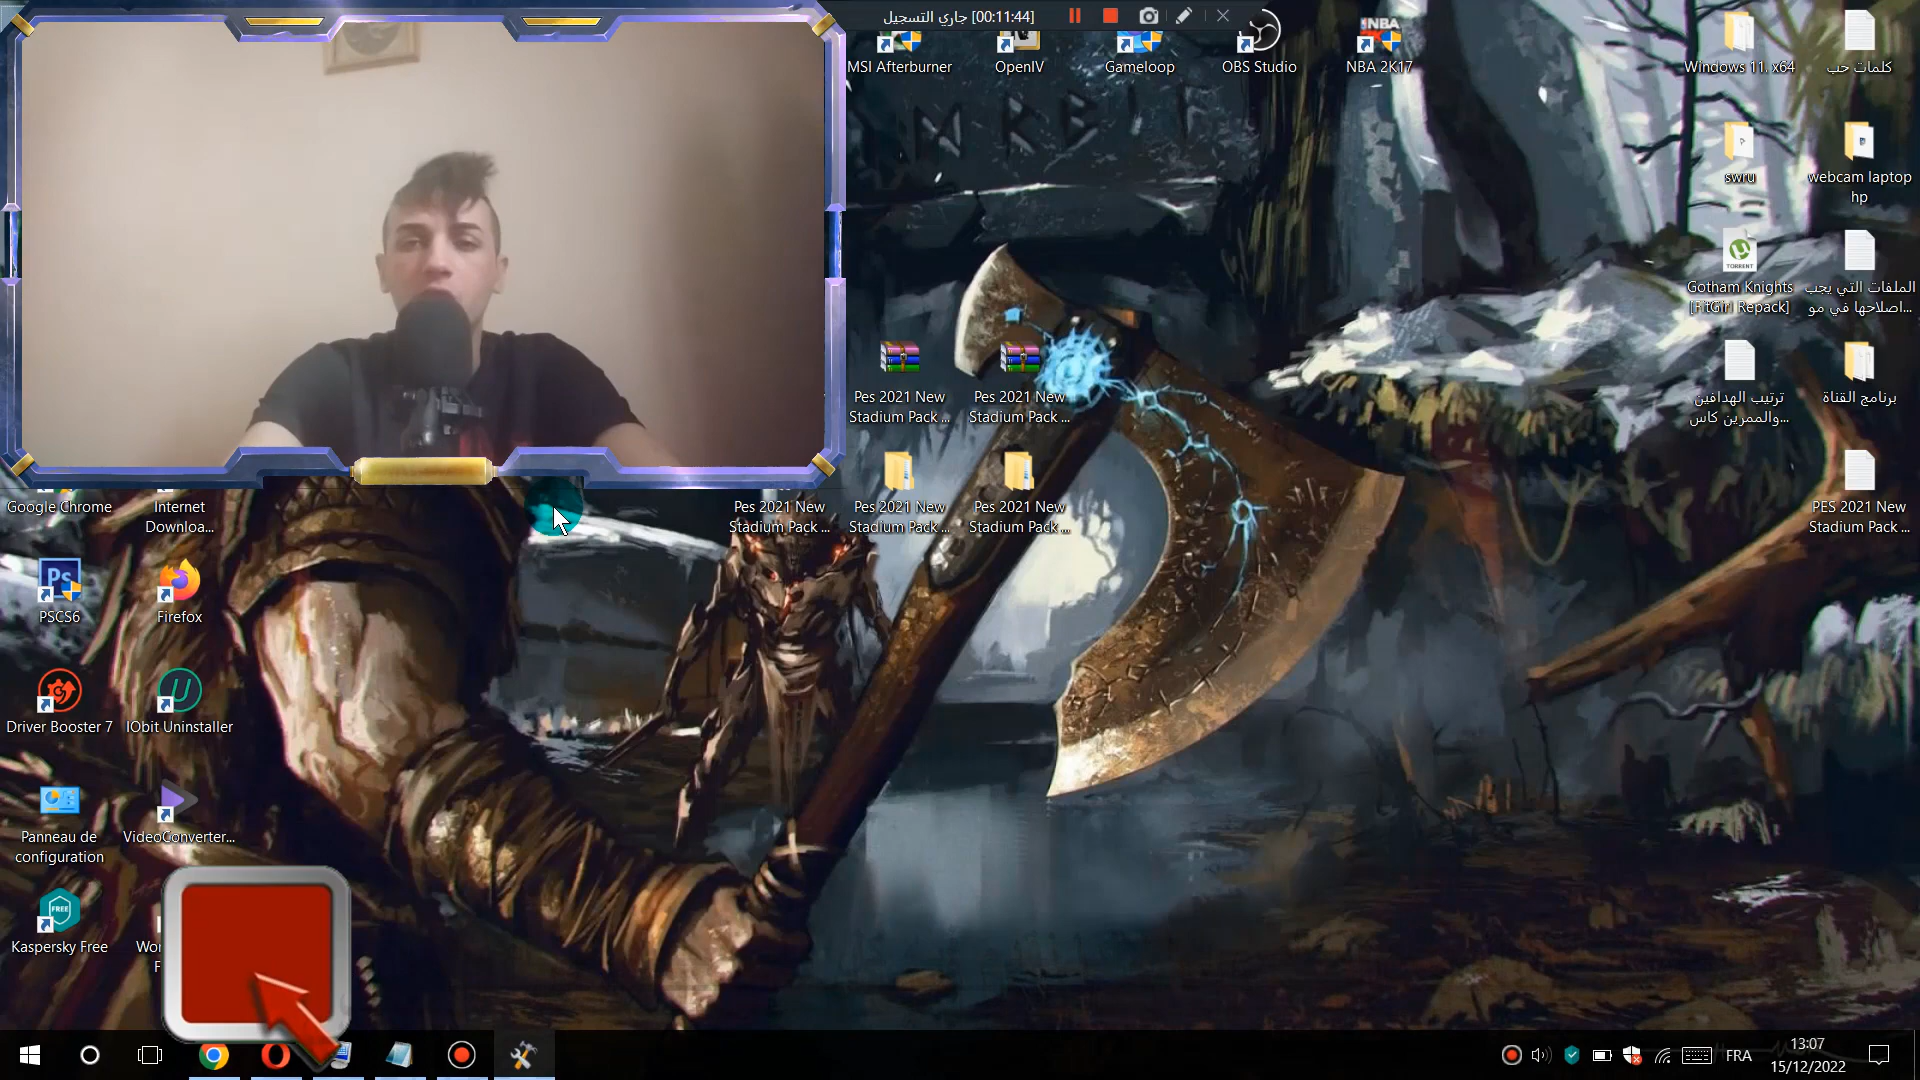 جاري التسجيل [00:11:44]
MSI Afterburner
OpenIV
Gameloop
OBS Studio
NBA
NBA 2K17
Windows 11. x64
كلمات حب
swru
webcam laptop
hp
TORRENT
Gotham Knights
[FitGirl Repack]
الملفات التي يجب
اصلاحها في مو...
Pes 2021 New
Stadium Pack ...
Pes 2021 New
Stadium Pack ...
ترتيب الهدافين
والممررين كاس...
برنامج القناة
Google Chrome
Internet
Downloa...
Pes 2021 New
Stadium Pack ...
Pes 2021 New
Stadium Pack ...
Pes 2021 New
Stadium Pack ...
PES 2021 New
Stadium Pack ...
Ps
PSCS6
Firefox
Driver Booster 7
IObit Uninstaller
Panneau de
configuration
VideoConverter...
FREE
Kaspersky Free
FRA
13:07
15/12/2022